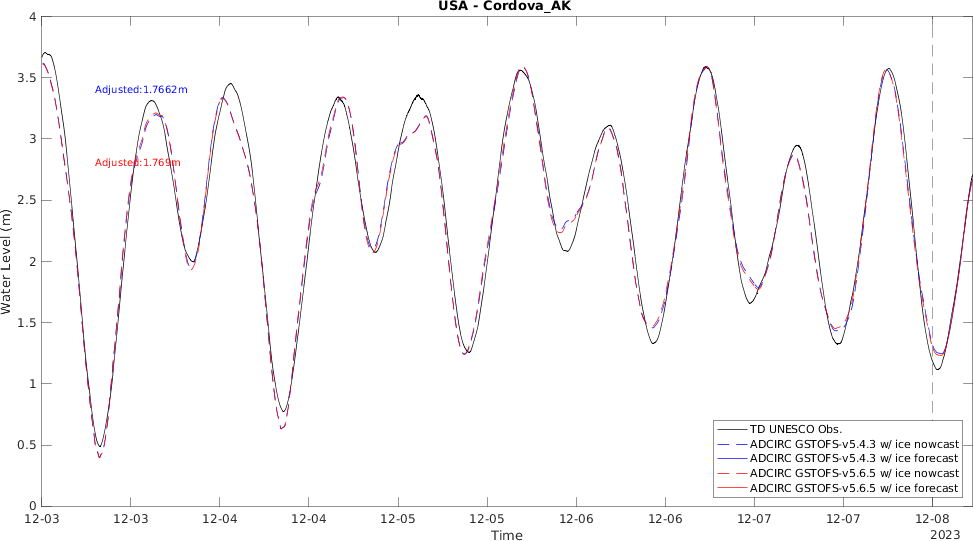 USA - Cordova_AK
4
3.5
3
2.5
2
1.5
1
0.5
0
Water Level (m)
Adjusted:1.7662m
Adjusted:1.769m
TD UNESCO Obs.
ADCIRC GSTOFS-v5.4.3 w/ ice nowcast
ADCIRC GSTOFS-v5.4.3 w/ ice forecast
ADCIRC GSTOFS-v5.6.5 w/ ice nowcast
ADCIRC GSTOFS-v5.6.5 w/ ice forecast
12-03 12-03 12-04 12-04 12-05 12-05 12-06 12-06 12-07 12-07 12-08
Time
2023